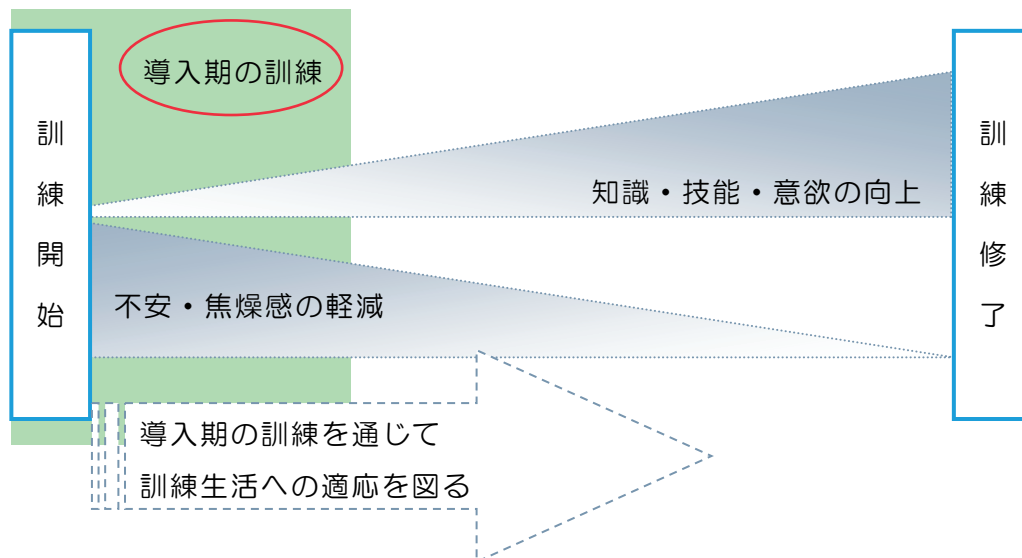 導入期の訓練
訓練開始
知識・技能・意欲の向上
不安・焦燥感の軽減
導入期の訓練を通じて
訓練生活への適応を図る
訓練修了